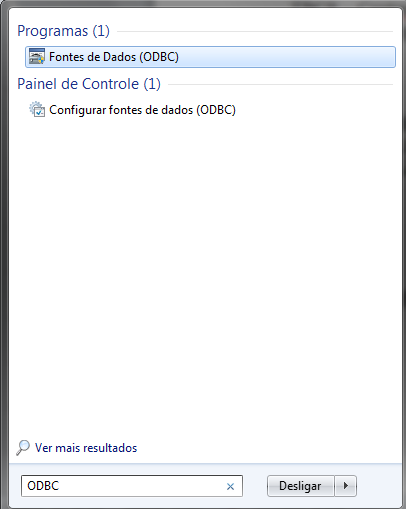 Programas (1)
Fontes de Dados (ODBC)
Painel de Controle (1)
Configurar fontes de dados (ODBC)
Ver mais resultados
ODBC
Desligar